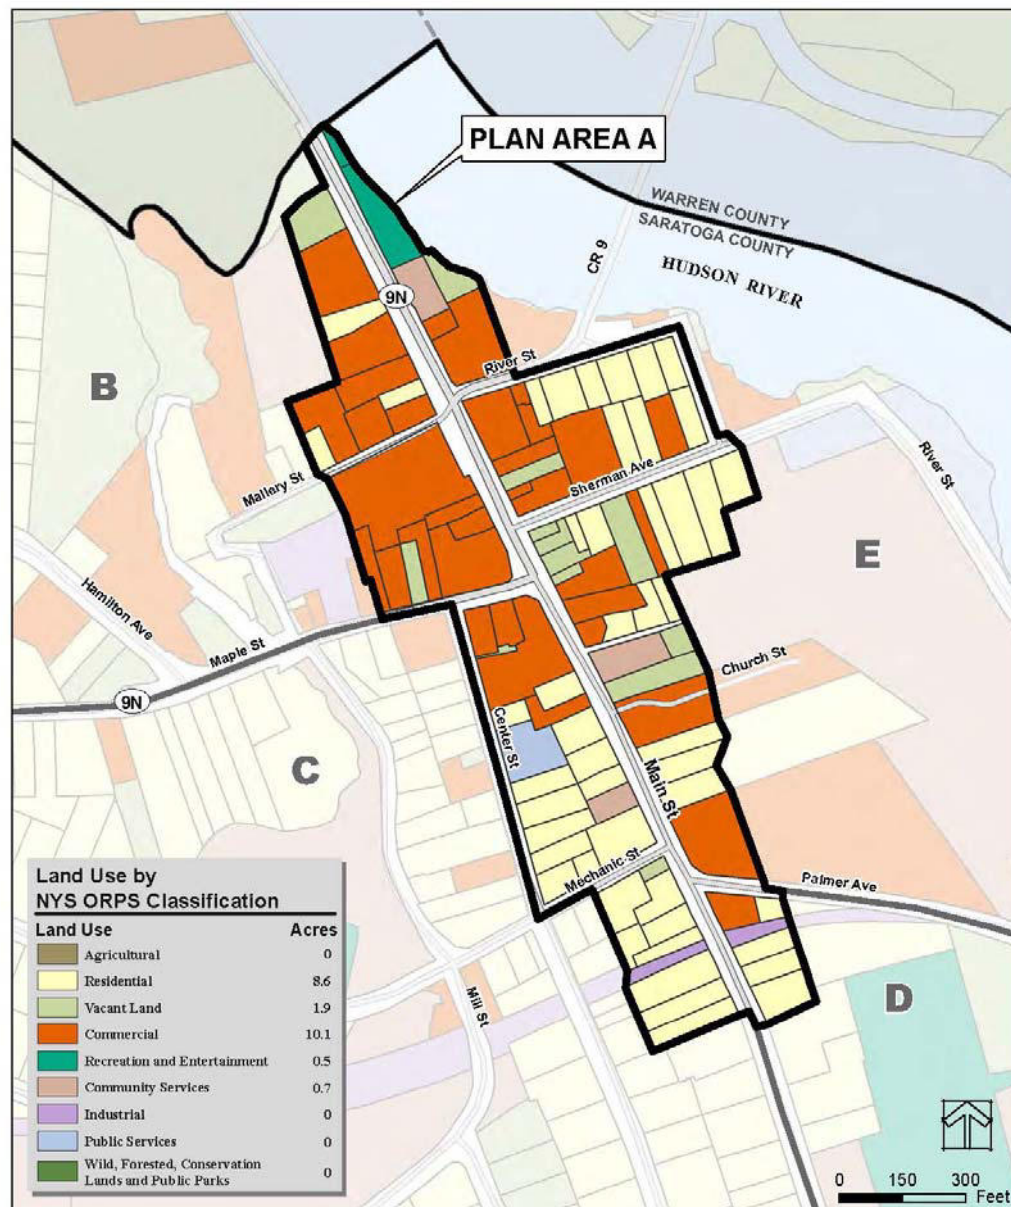 PLAN AREA A
WARREN COUNTY
SARATOGA COUNTY
HUDSON RIVER
CR 9
9N
River St
B
Mallery St
Sherman Ave
River St
E
Hamilton Ave
Maple St
9N
Church St
Center St
C
Main St
Mechanic St
Palmer Ave
Mill St
D
Land Use by
NYS ORPS Classification
Land Use Acres
Agricultural 0
Residential 8.6
Vacant Land 1.9
Commercial 10.1
Recreation and Entertainment 0.5
Community Services 0.7
Industrial 0
Public Services 0
Wild, Forested, Conservation
Lands and Public Parks 0
0 150 300
Feet